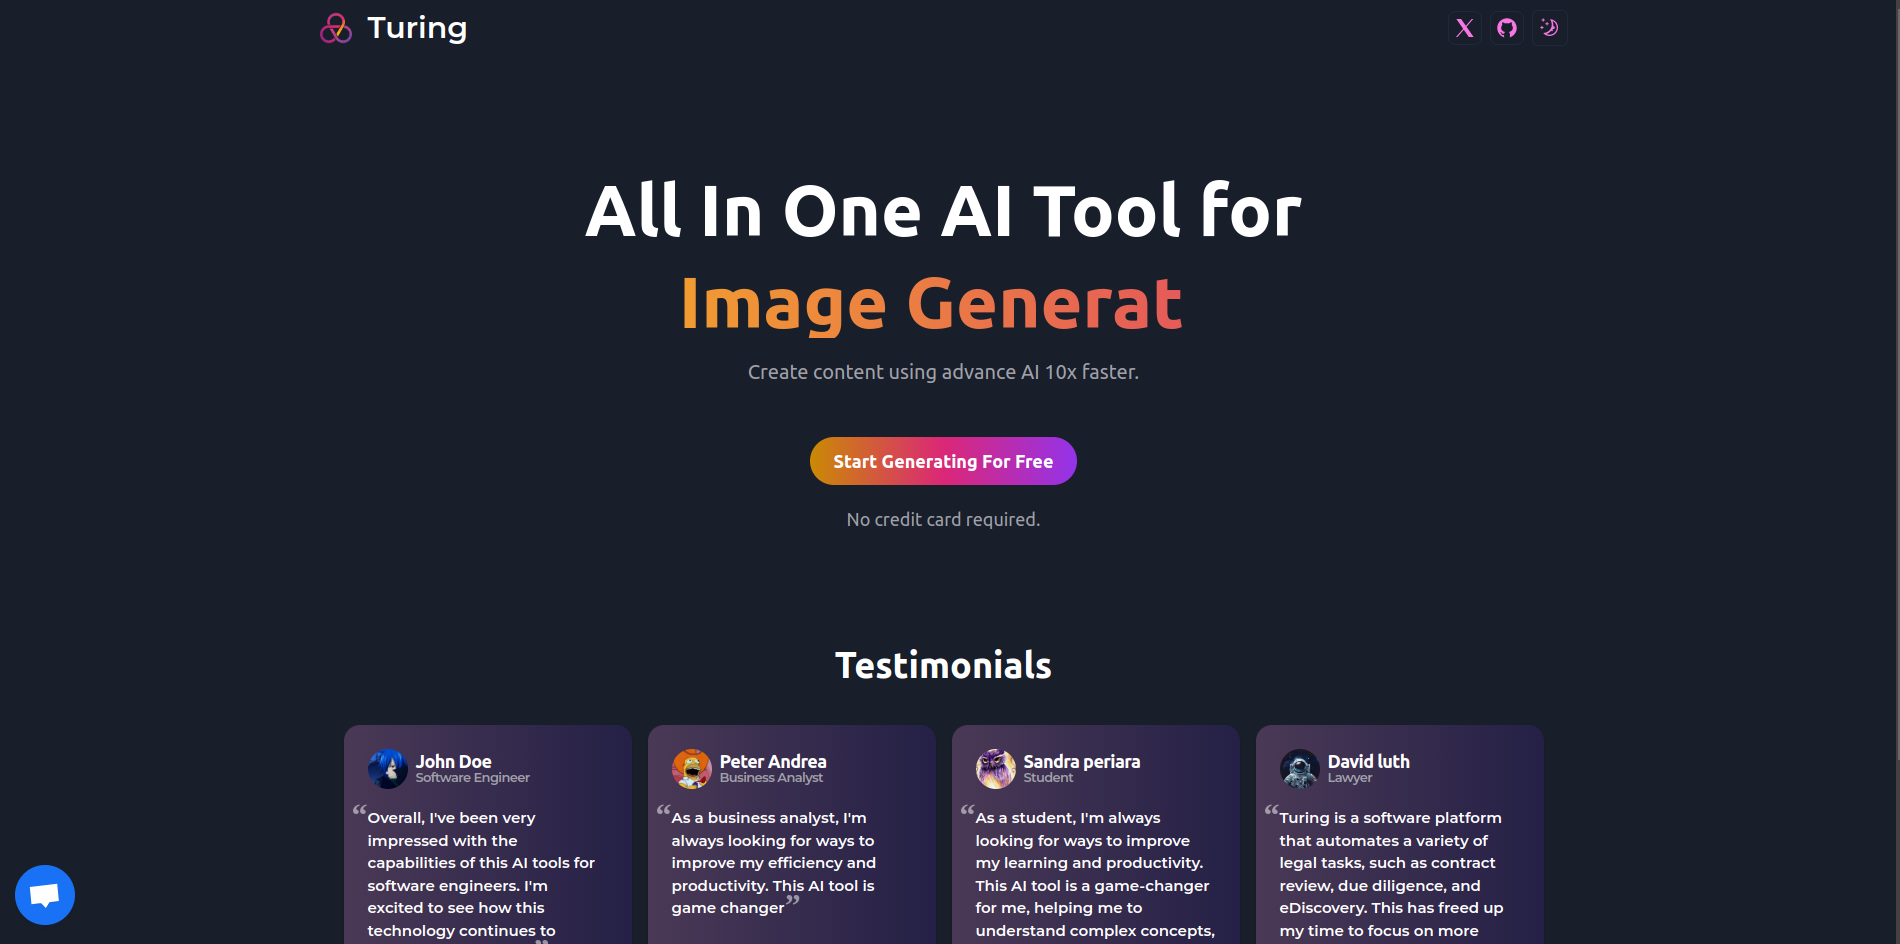 Turing
All In One AI Tool for
Image Generat
Create content using advance AI 10x faster.
Start Generating For Free
No credit card required.
Testimonials
John Doe
Software Engineer
“Overall, I've been very
impressed with the
capabilities of this AI tools for
software engineers. I'm
excited to see how this
technology continues to
”
Peter Andrea
Business Analyst
“As a business analyst, I'm
always looking for ways to
improve my efficiency and
productivity. This AI tool is
game changer”
Sandra periara
Student
“As a student, I'm always
looking for ways to improve
my learning and productivity.
This AI tool is a game-changer
for me, helping me to
understand complex concepts,
David luth
Lawyer
“Turing is a software platform
that automates a variety of
legal tasks, such as contract
review, due diligence, and
eDiscovery. This has freed up
my time to focus on more